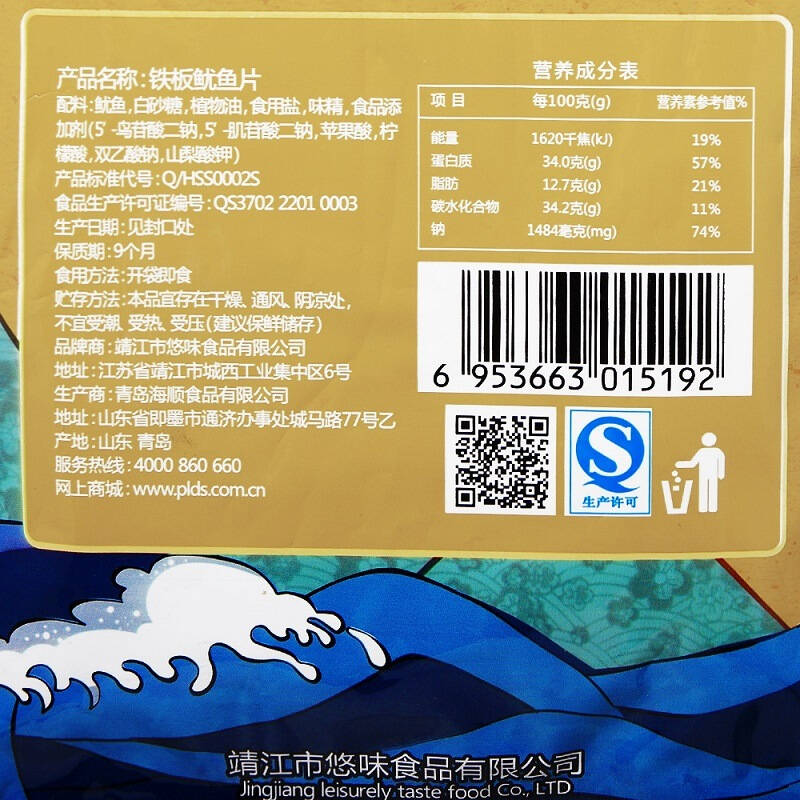 产品名称:铁板鱿鱼片
配料:鱿鱼,白砂糖,植物油,食用盐,味精,食品添
加剂(5'-鸟苷酸二钠,5'-肌苷酸二钠,苹果酸,柠
檬酸,双乙酸钠,山梨酸钾)
产品标准代号:Q/HSS0002S
食品生产许可证编号:QS3702 2201 0003
生产日期:见封口处
保质期:9个月
食用方法:开袋即食
贮存方法:本品宜存在干燥、通风、阴凉处,
不宜受潮、受热、受压(建议保鲜储存)
品牌商:靖江市悠味食品有限公司
地址:江苏省靖江市城西工业集中区6号
生产商:青岛海顺食品有限公司
地址:山东省即墨市通济办事处城马路77号乙
产地:山东 青岛
服务热线:4000 860 660
网上商城:www.plds.com.cn
营养成分表
项目 每100克(g) 营养素参考值%
能量 1620千焦(kJ) 19%
蛋白质 34.0克(g) 57%
脂肪 12.7克(g) 21%
碳水化合物 34.2克(g) 11%
钠 1484毫克(mg) 74%
6 953663 015192
生产许可
靖江市悠味食品有限公司
Jingjiang leisurely taste food Co., LTD